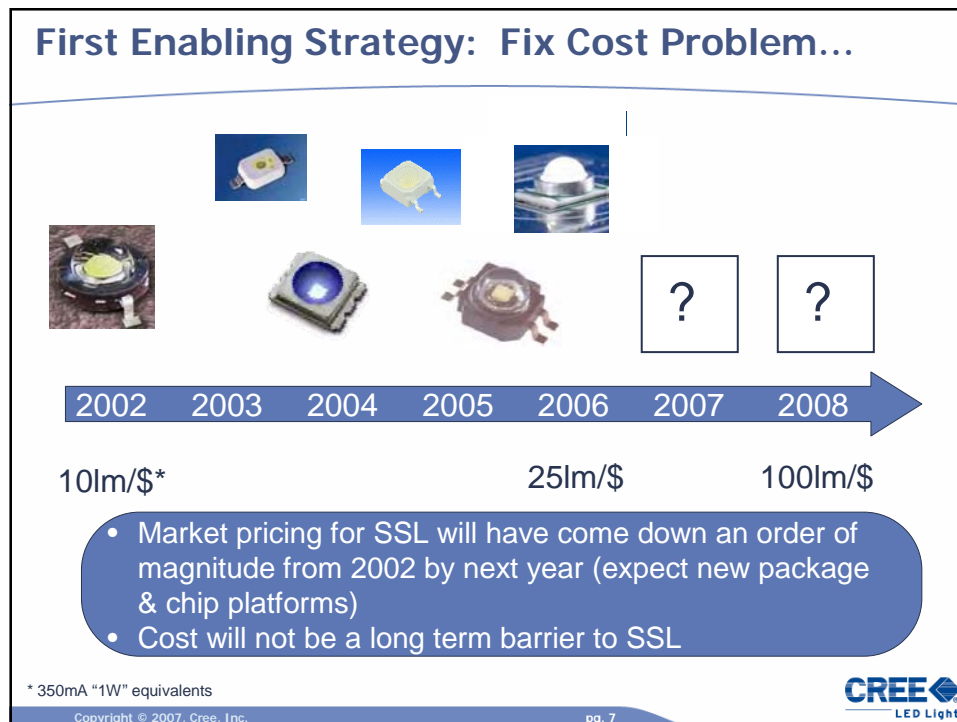 First Enabling Strategy: Fix Cost Problem...
?
?
2002 2003 2004 2005 2006 2007 2008
10lm/$* 25lm/$ 100lm/$
• Market pricing for SSL will have come down an order of
magnitude from 2002 by next year (expect new package
& chip platforms)
• Cost will not be a long term barrier to SSL
* 350mA "1W" equivalents
Copyright © 2007, Cree, Inc.
pg. 7
CREE
LED Light